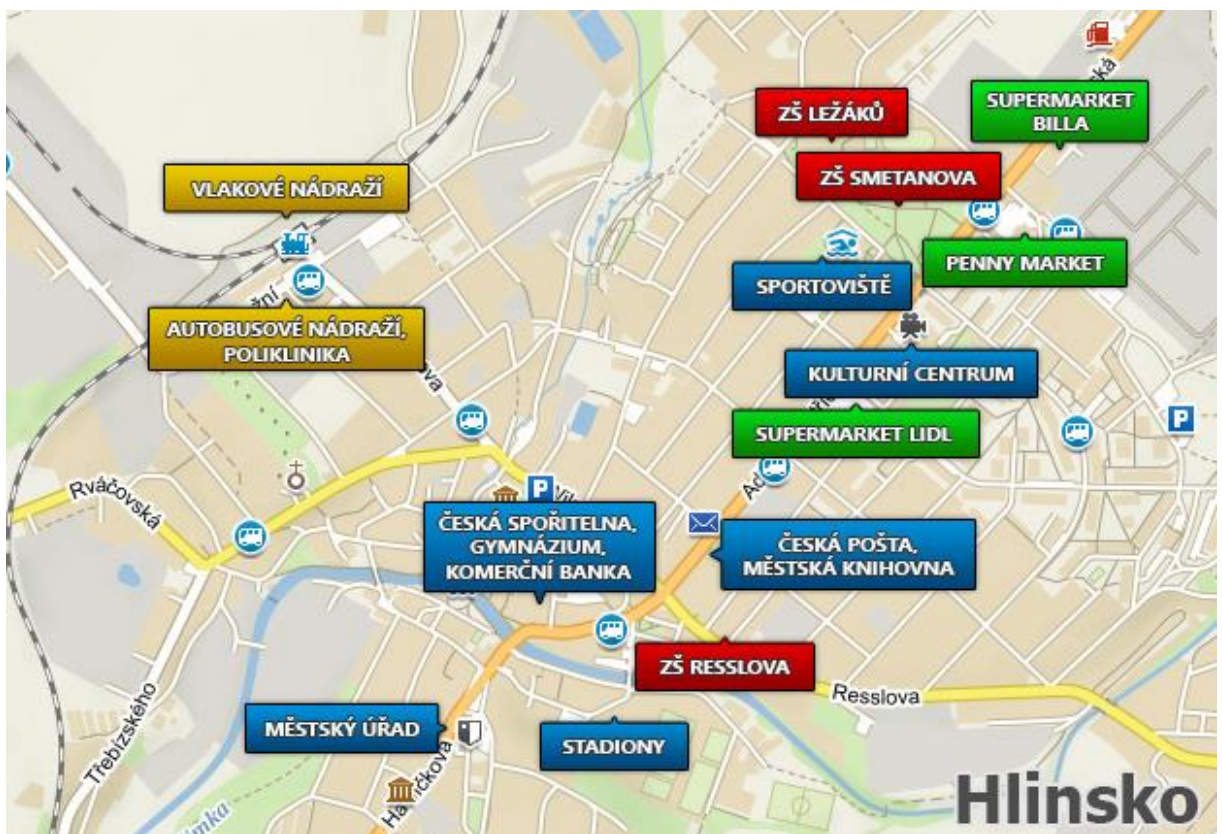 ská
ZŠ LEŽÁKŮ
SUPERMARKET
BILLA
ZŠ SMETANOVA
VLAKOVÉ NÁDRAŽÍ
PENNY MARKET
SPORTOVIŠTĚ
AUTOBUSOVÉ NÁDRAŽÍ,
POLIKLINIKA
KULTURNÍ CENTRUM
SUPERMARKET LIDL
Rváčovská
P
P
ČESKÁ SPOŘITELNA,
GYMNÁZIUM,
KOMERČNÍ BANKA
ČESKÁ POŠTA,
MĚSTSKÁ KNIHOVNA
ZŠ RESSLOVA
Resslova
Třebízského
MĚSTSKÝ ÚŘAD
STADIONY
Hlinsko